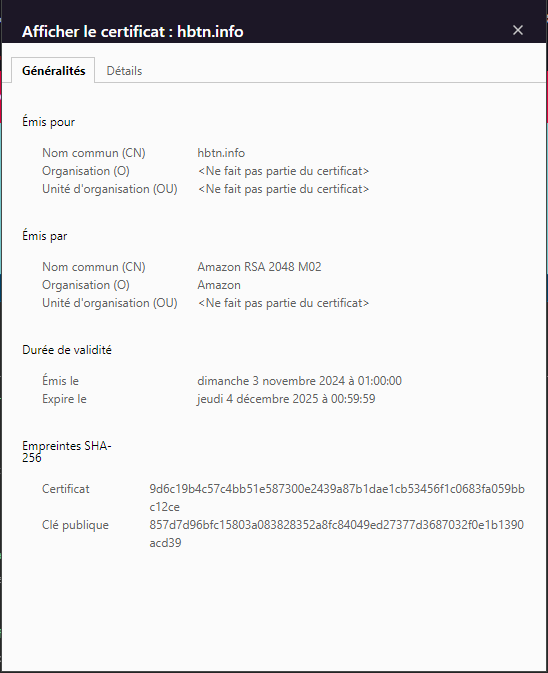 Afficher le certificat : hbtn.info
Généralités Détails
Émis pour
Nom commun (CN) hbtn.info
Organisation (O) <Ne fait pas partie du certificat>
Unité d'organisation (OU) <Ne fait pas partie du certificat>
Émis par
Nom commun (CN) Amazon RSA 2048 M02
Organisation (O) Amazon
Unité d'organisation (OU) <Ne fait pas partie du certificat>
Durée de validité
Émis le dimanche 3 novembre 2024 à 01:00:00
Expire le jeudi 4 décembre 2025 à 00:59:59
Empreintes SHA-
256
Certificat 9d6c19b4c57c4bb51e587300e2439a87b1dae1cb53456f1c0683fa059bb
c12ce
Clé publique 857d7d96bfc15803a083828352a8fc84049ed27377d3687032f0e1b1390
acd39